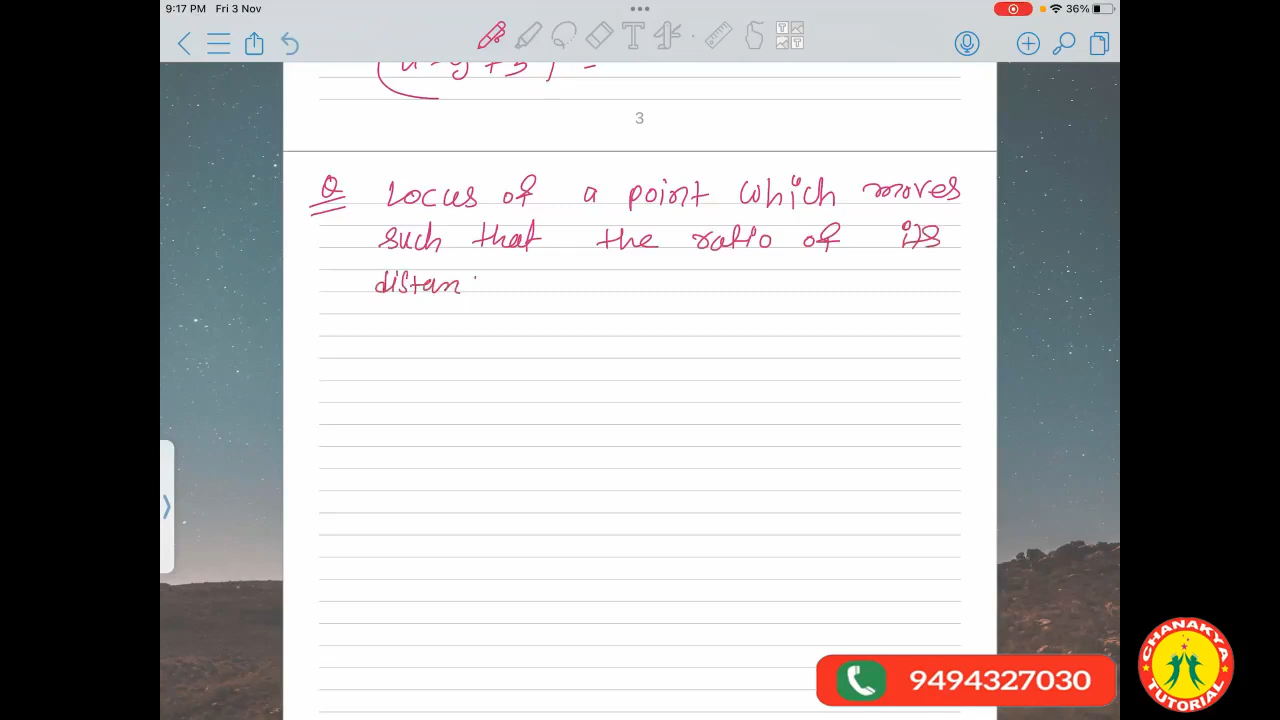 9:17 PM Fri 3 Nov
36%
3
Q Locus of a point which moves
such that the ratio of its
distan
9494327030
CHANAKYA
TUTORIAL